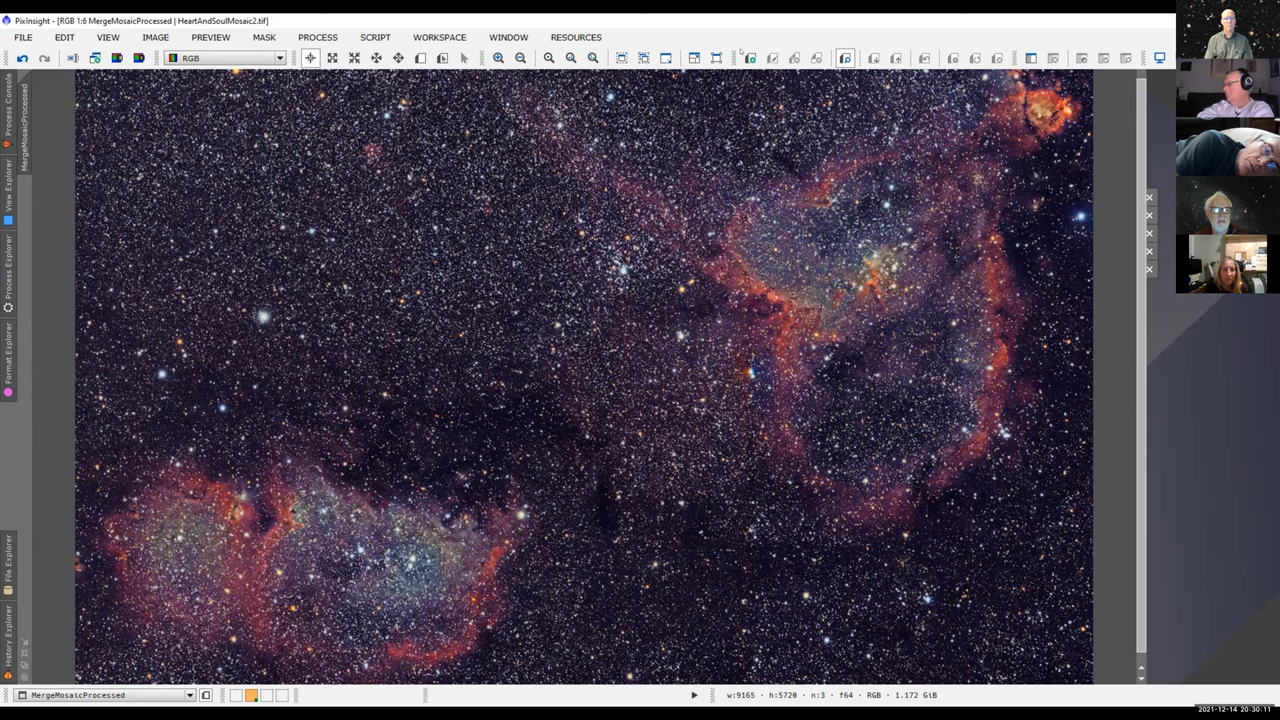 PixInsight - [RGB 1:6 MergeMosaicProcessed | HeartAndSoulMosaic2.tif]
FILE EDIT VIEW IMAGE PREVIEW MASK PROCESS SCRIPT WORKSPACE WINDOW RESOURCES
RGB
Process Console
View Explorer
Process Explorer
Format Explorer
File Explorer
History Explorer
MergeMosaicProcessed
MergeMosaicProcessed
w:9165 · h:5720 · n:3 · f64 · RGB · 1.172 GiB
2021-12-14 20:30:11